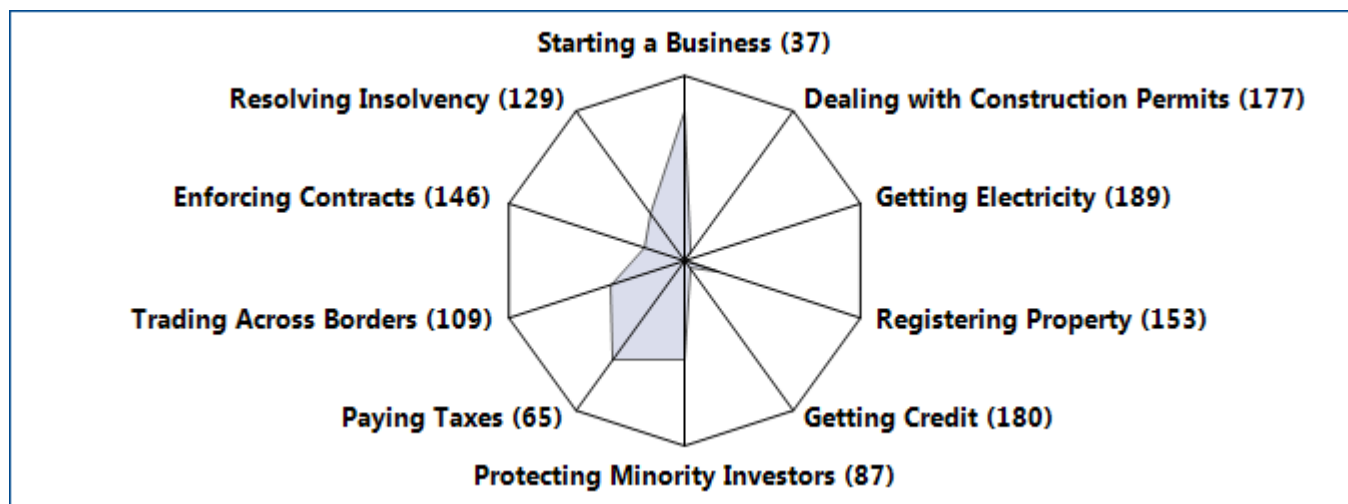 Starting a Business (37)
Resolving Insolvency (129)
Dealing with Construction Permits (177)
Enforcing Contracts (146)
Getting Electricity (189)
Trading Across Borders (109)
Registering Property (153)
Paying Taxes (65)
Getting Credit (180)
Protecting Minority Investors (87)